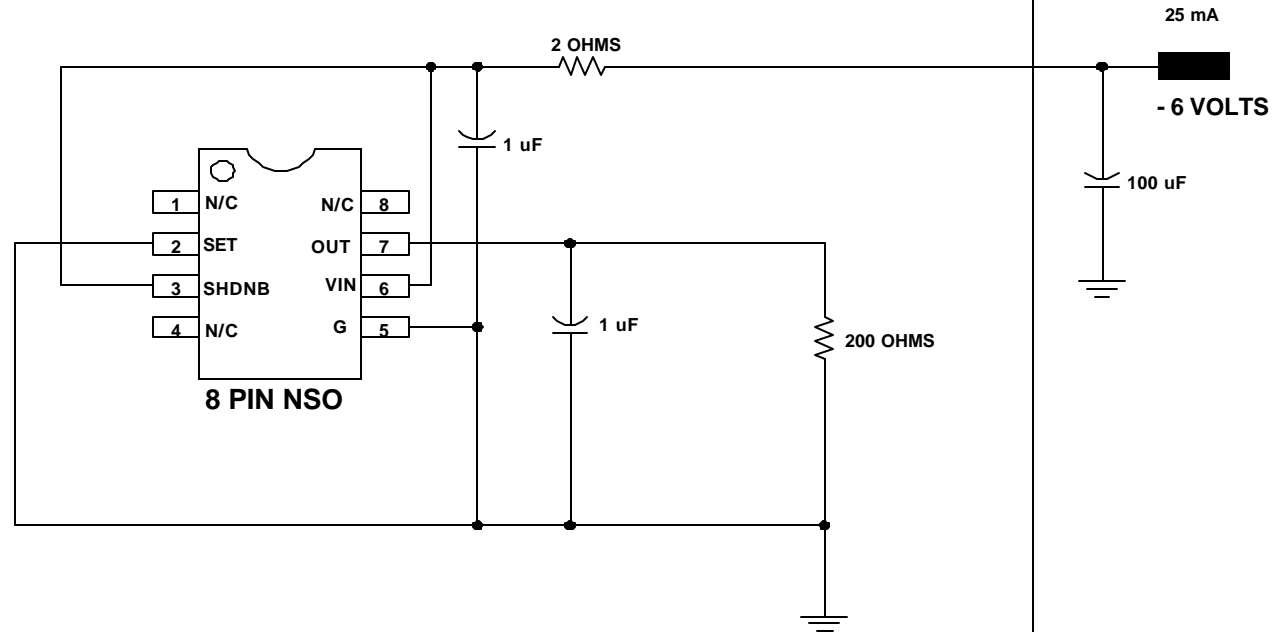 25 mA
2 OHMS
- 6 VOLTS
1 uF
100 uF
1 N/C N/C 8
2 SET OUT 7
3 SHDNB VIN 6
4 N/C G 5
1 uF
200 OHMS
8 PIN NSO